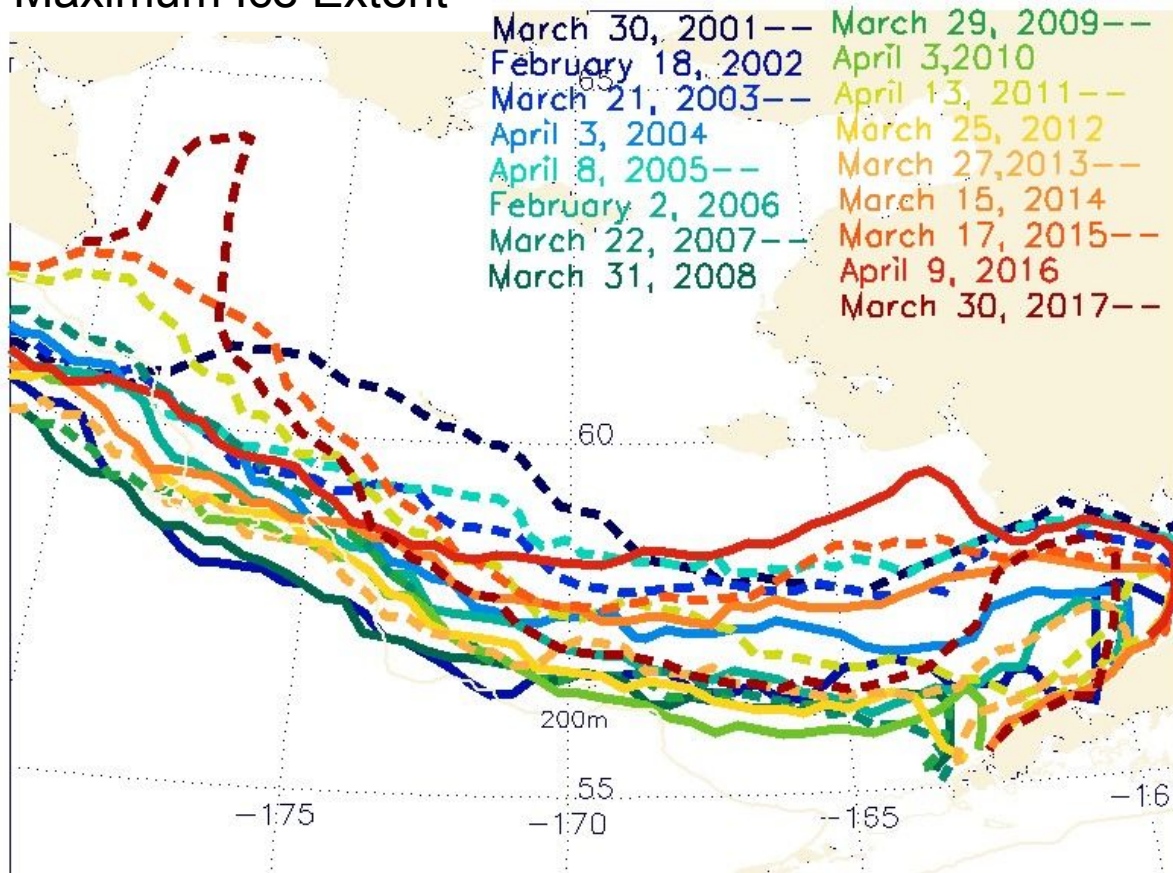 Maximum Ice Extent
March 30, 2001--
February 18, 2002
March 21, 2003--
April 3, 2004
April 8, 2005--
February 2, 2006
March 22, 2007--
March 31, 2008
March 29, 2009--
April 3,2010
April 13, 2011--
March 25, 2012
March 27,2013--
March 15, 2014
March 17, 2015--
April 9, 2016
March 30, 2017--
65
60
200m
55
-175
-170
-165
-16